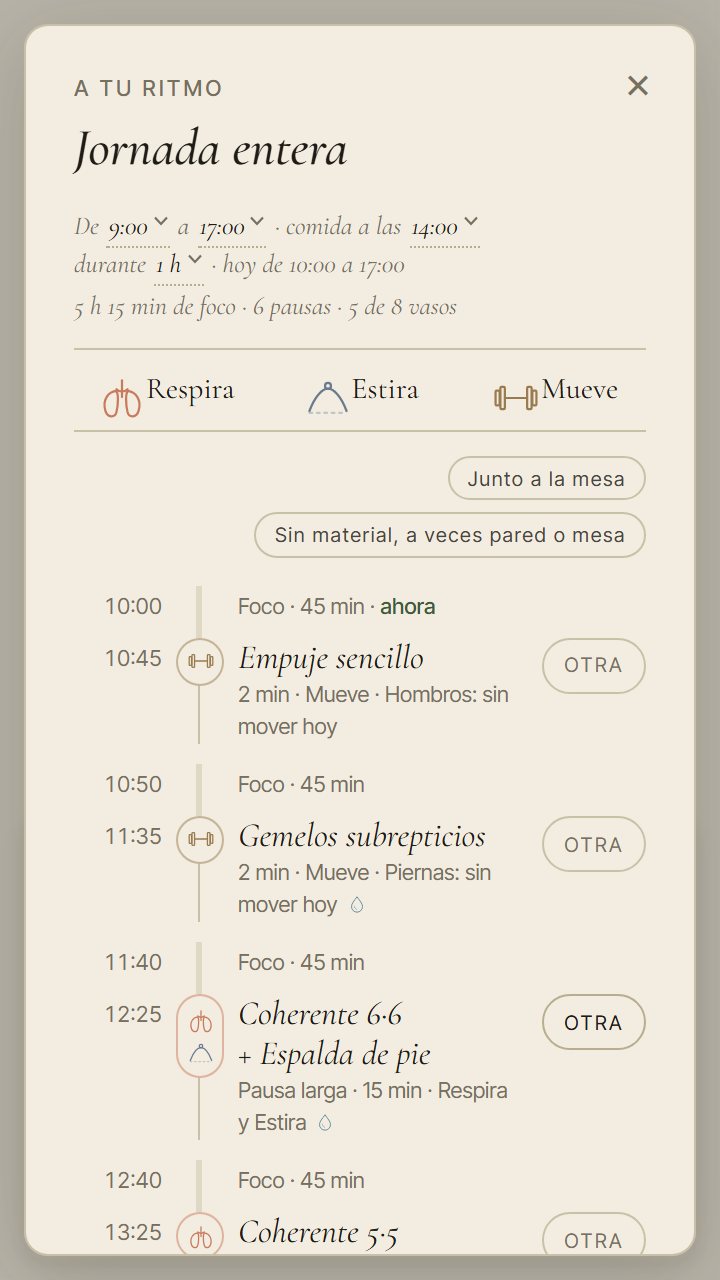 A TU RITMO
Jornada entera
De 9:00 a 17:00 · comida a las 14:00
durante 1 h · hoy de 10:00 a 17:00
5 h 15 min de foco · 6 pausas · 5 de 8 vasos
Respira Estira Mueve
Junto a la mesa
Sin material, a veces pared o mesa
10:00 Foco · 45 min · ahora
10:45 Empuje sencillo OTRA
2 min · Mueve · Hombros: sin
mover hoy
10:50 Foco · 45 min
11:35 Gemelos subrepticios OTRA
2 min · Mueve · Piernas: sin
mover hoy
11:40 Foco · 45 min
12:25 Coherente 6·6 OTRA
+ Espalda de pie
Pausa larga · 15 min · Respira
y Estira
12:40 Foco · 45 min
13:25 Coherente 5·5 OTRA